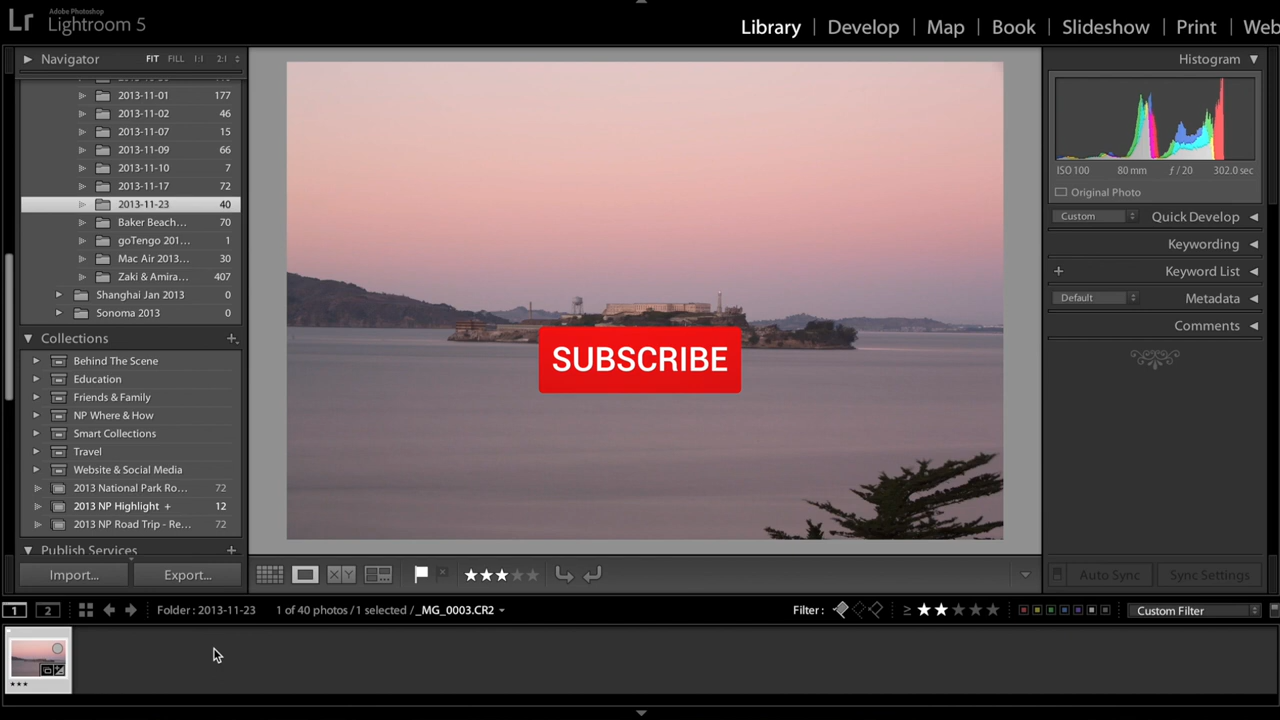 Lr
Adobe Photoshop
Lightroom 5
Library | Develop | Map | Book | Slideshow | Print | Web
Navigator FIT FILL 1:1 2:1
2013-11-01 177
2013-11-02 46
2013-11-07 15
2013-11-09 66
2013-11-10 7
2013-11-17 72
2013-11-23 40
Baker Beach... 70
goTengo 201... 1
Mac Air 2013... 30
Zaki & Amira... 407
Shanghai Jan 2013 0
Sonoma 2013 0
Collections +
Behind The Scene
Education
Friends & Family
NP Where & How
Smart Collections
Travel
Website & Social Media
2013 National Park Ro... 72
2013 NP Highlight + 12
2013 NP Road Trip - Re... 72
Publish Services +
Import... Export...
SUBSCRIBE
Histogram
ISO 100 80 mm ƒ / 20 302.0 sec
Original Photo
Custom Quick Develop
Keywording
+ Keyword List
Default Metadata
Comments
XY
Auto Sync Sync Settings
1 2 Folder : 2013-11-23 1 of 40 photos / 1 selected / _MG_0003.CR2 Filter : ≥ Custom Filter